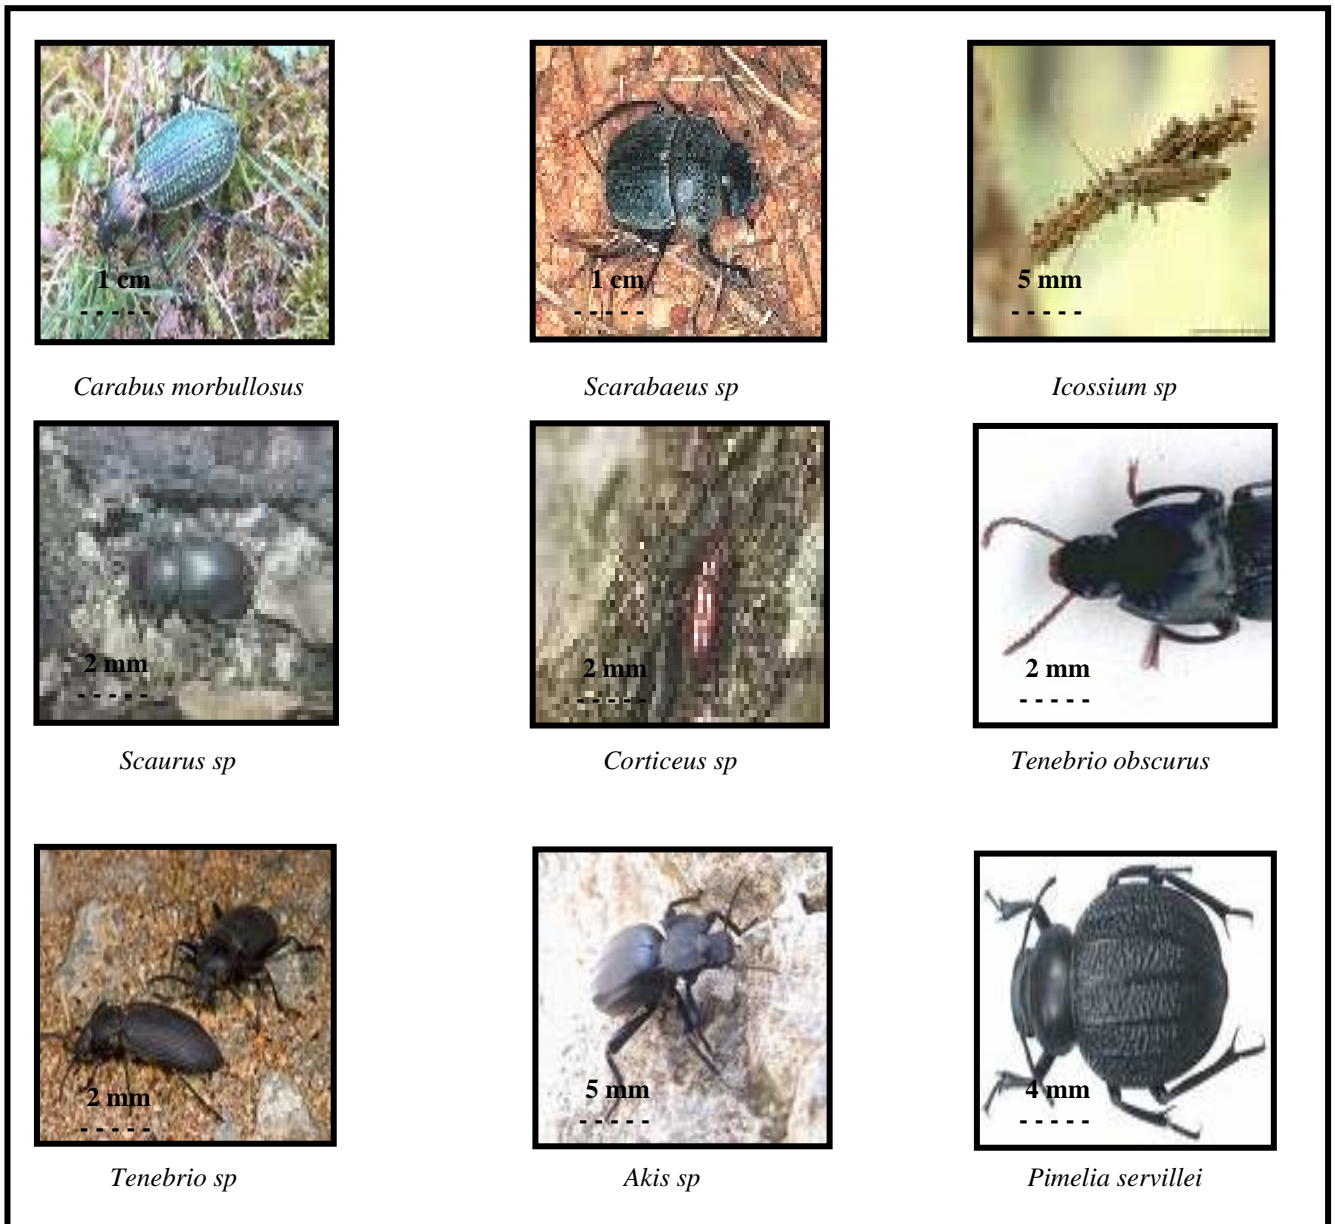 1 cm
1 cm
5 mm
Carabus morbullosus
Scarabaeus sp
Icossium sp
2 mm
2 mm
2 mm
Scaurus sp
Corticeus sp
Tenebrio obscurus
2 mm
5 mm
4 mm
Tenebrio sp
Akis sp
Pimelia servillei